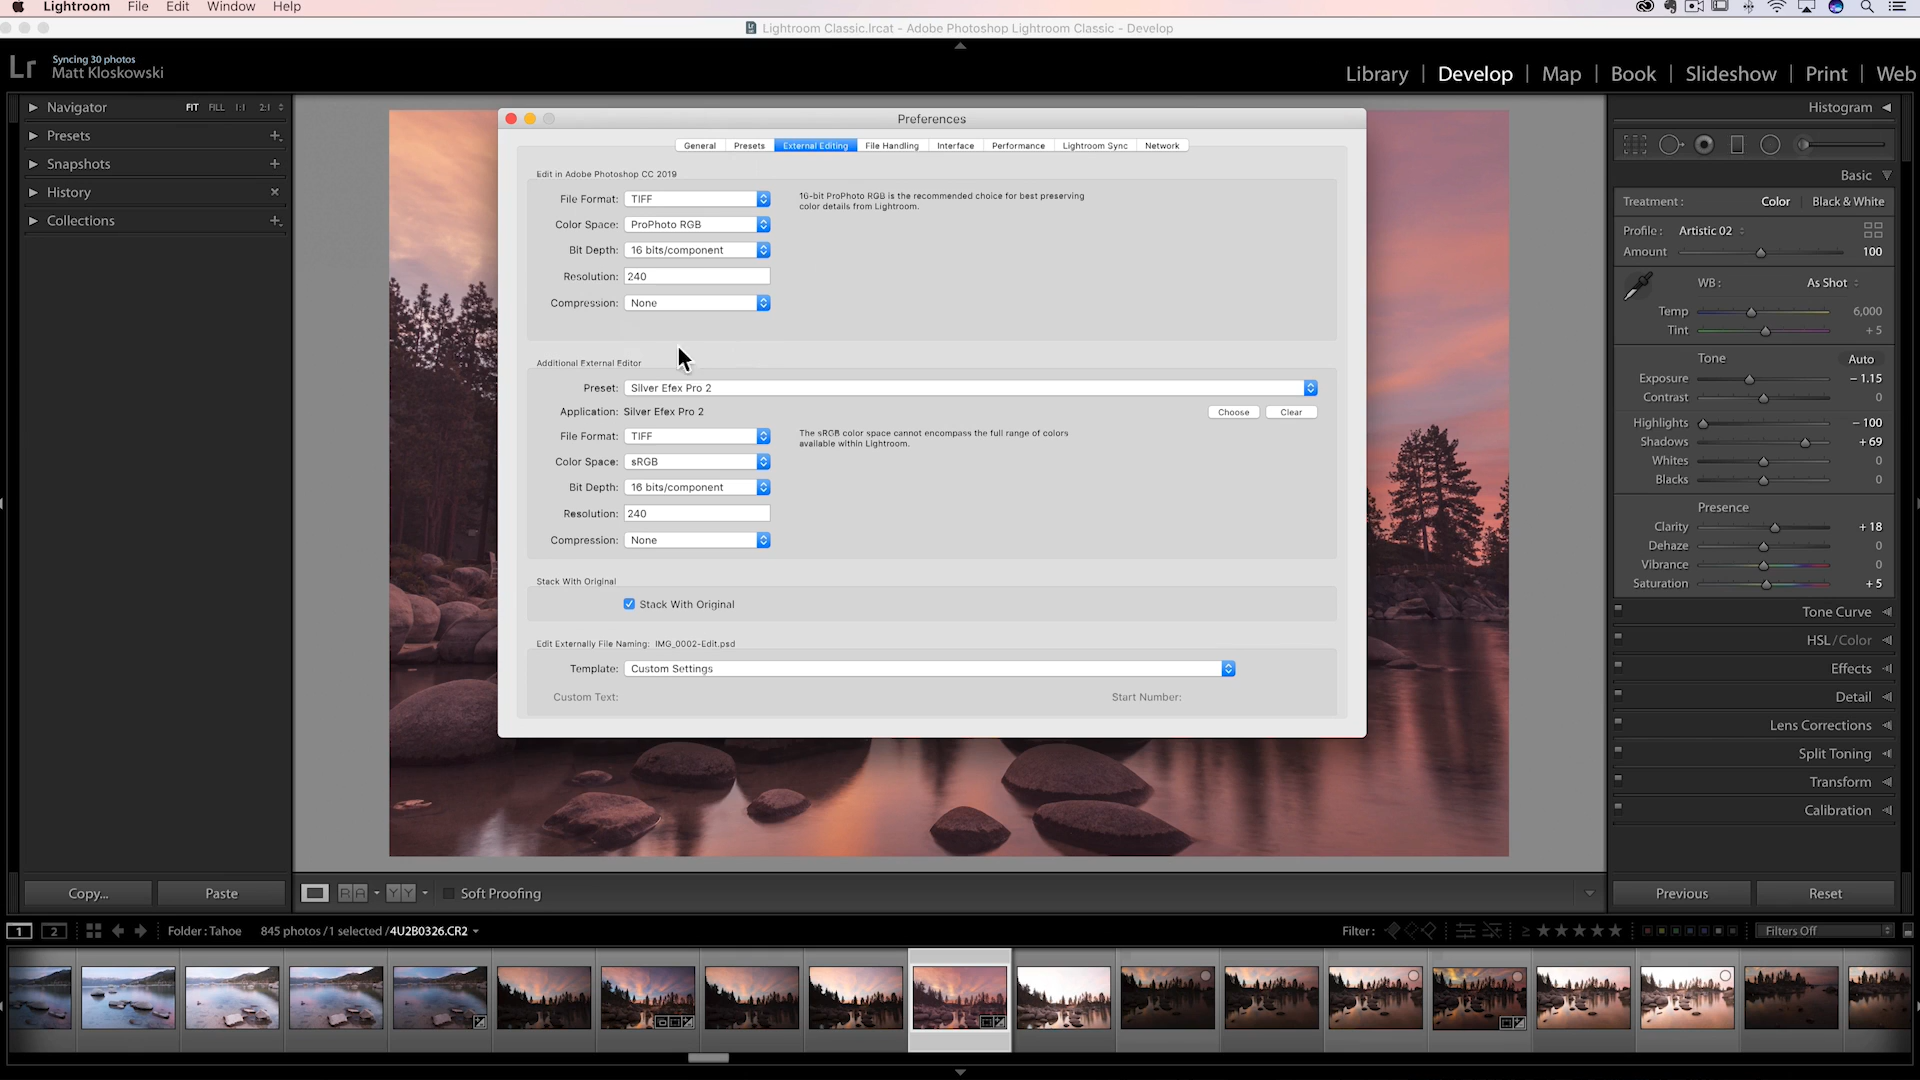 Lightroom File Edit Window Help
Lightroom Classic.lrcat - Adobe Photoshop Lightroom Classic - Develop
Lr
Syncing 30 photos
Matt Kloskowski
Library | Develop | Map | Book | Slideshow | Print | Web
Navigator FIT FILL 1:1 2:1
Presets
Snapshots
History
Collections
Preferences
General Presets External Editing File Handling Interface Performance Lightroom Sync Network
Edit in Adobe Photoshop CC 2019
File Format: TIFF
16-bit ProPhoto RGB is the recommended choice for best preserving
color details from Lightroom.
Color Space: ProPhoto RGB
Bit Depth: 16 bits/component
Resolution: 240
Compression: None
Additional External Editor
Preset: Silver Efex Pro 2
Application: Silver Efex Pro 2
Choose Clear
File Format: TIFF
The sRGB color space cannot encompass the full range of colors
available within Lightroom.
Color Space: sRGB
Bit Depth: 16 bits/component
Resolution: 240
Compression: None
Stack With Original
Stack With Original
Edit Externally File Naming: IMG_0002-Edit.psd
Template: Custom Settings
Custom Text: Start Number:
Histogram
Basic
Treatment: Color | Black & White
Profile: Artistic 02
Amount 100
WB: As Shot
Temp 6,000
Tint + 5
Tone Auto
Exposure – 1.15
Contrast 0
Highlights – 100
Shadows + 69
Whites 0
Blacks 0
Presence
Clarity + 18
Dehaze 0
Vibrance 0
Saturation + 5
Tone Curve
HSL / Color
Effects
Detail
Lens Corrections
Split Toning
Transform
Calibration
Copy... Paste
R A Y Y Soft Proofing
Previous Reset
1 2 Folder : Tahoe 845 photos / 1 selected / 4U2B0326.CR2
Filter: ≥ ★★★★★ Filters Off